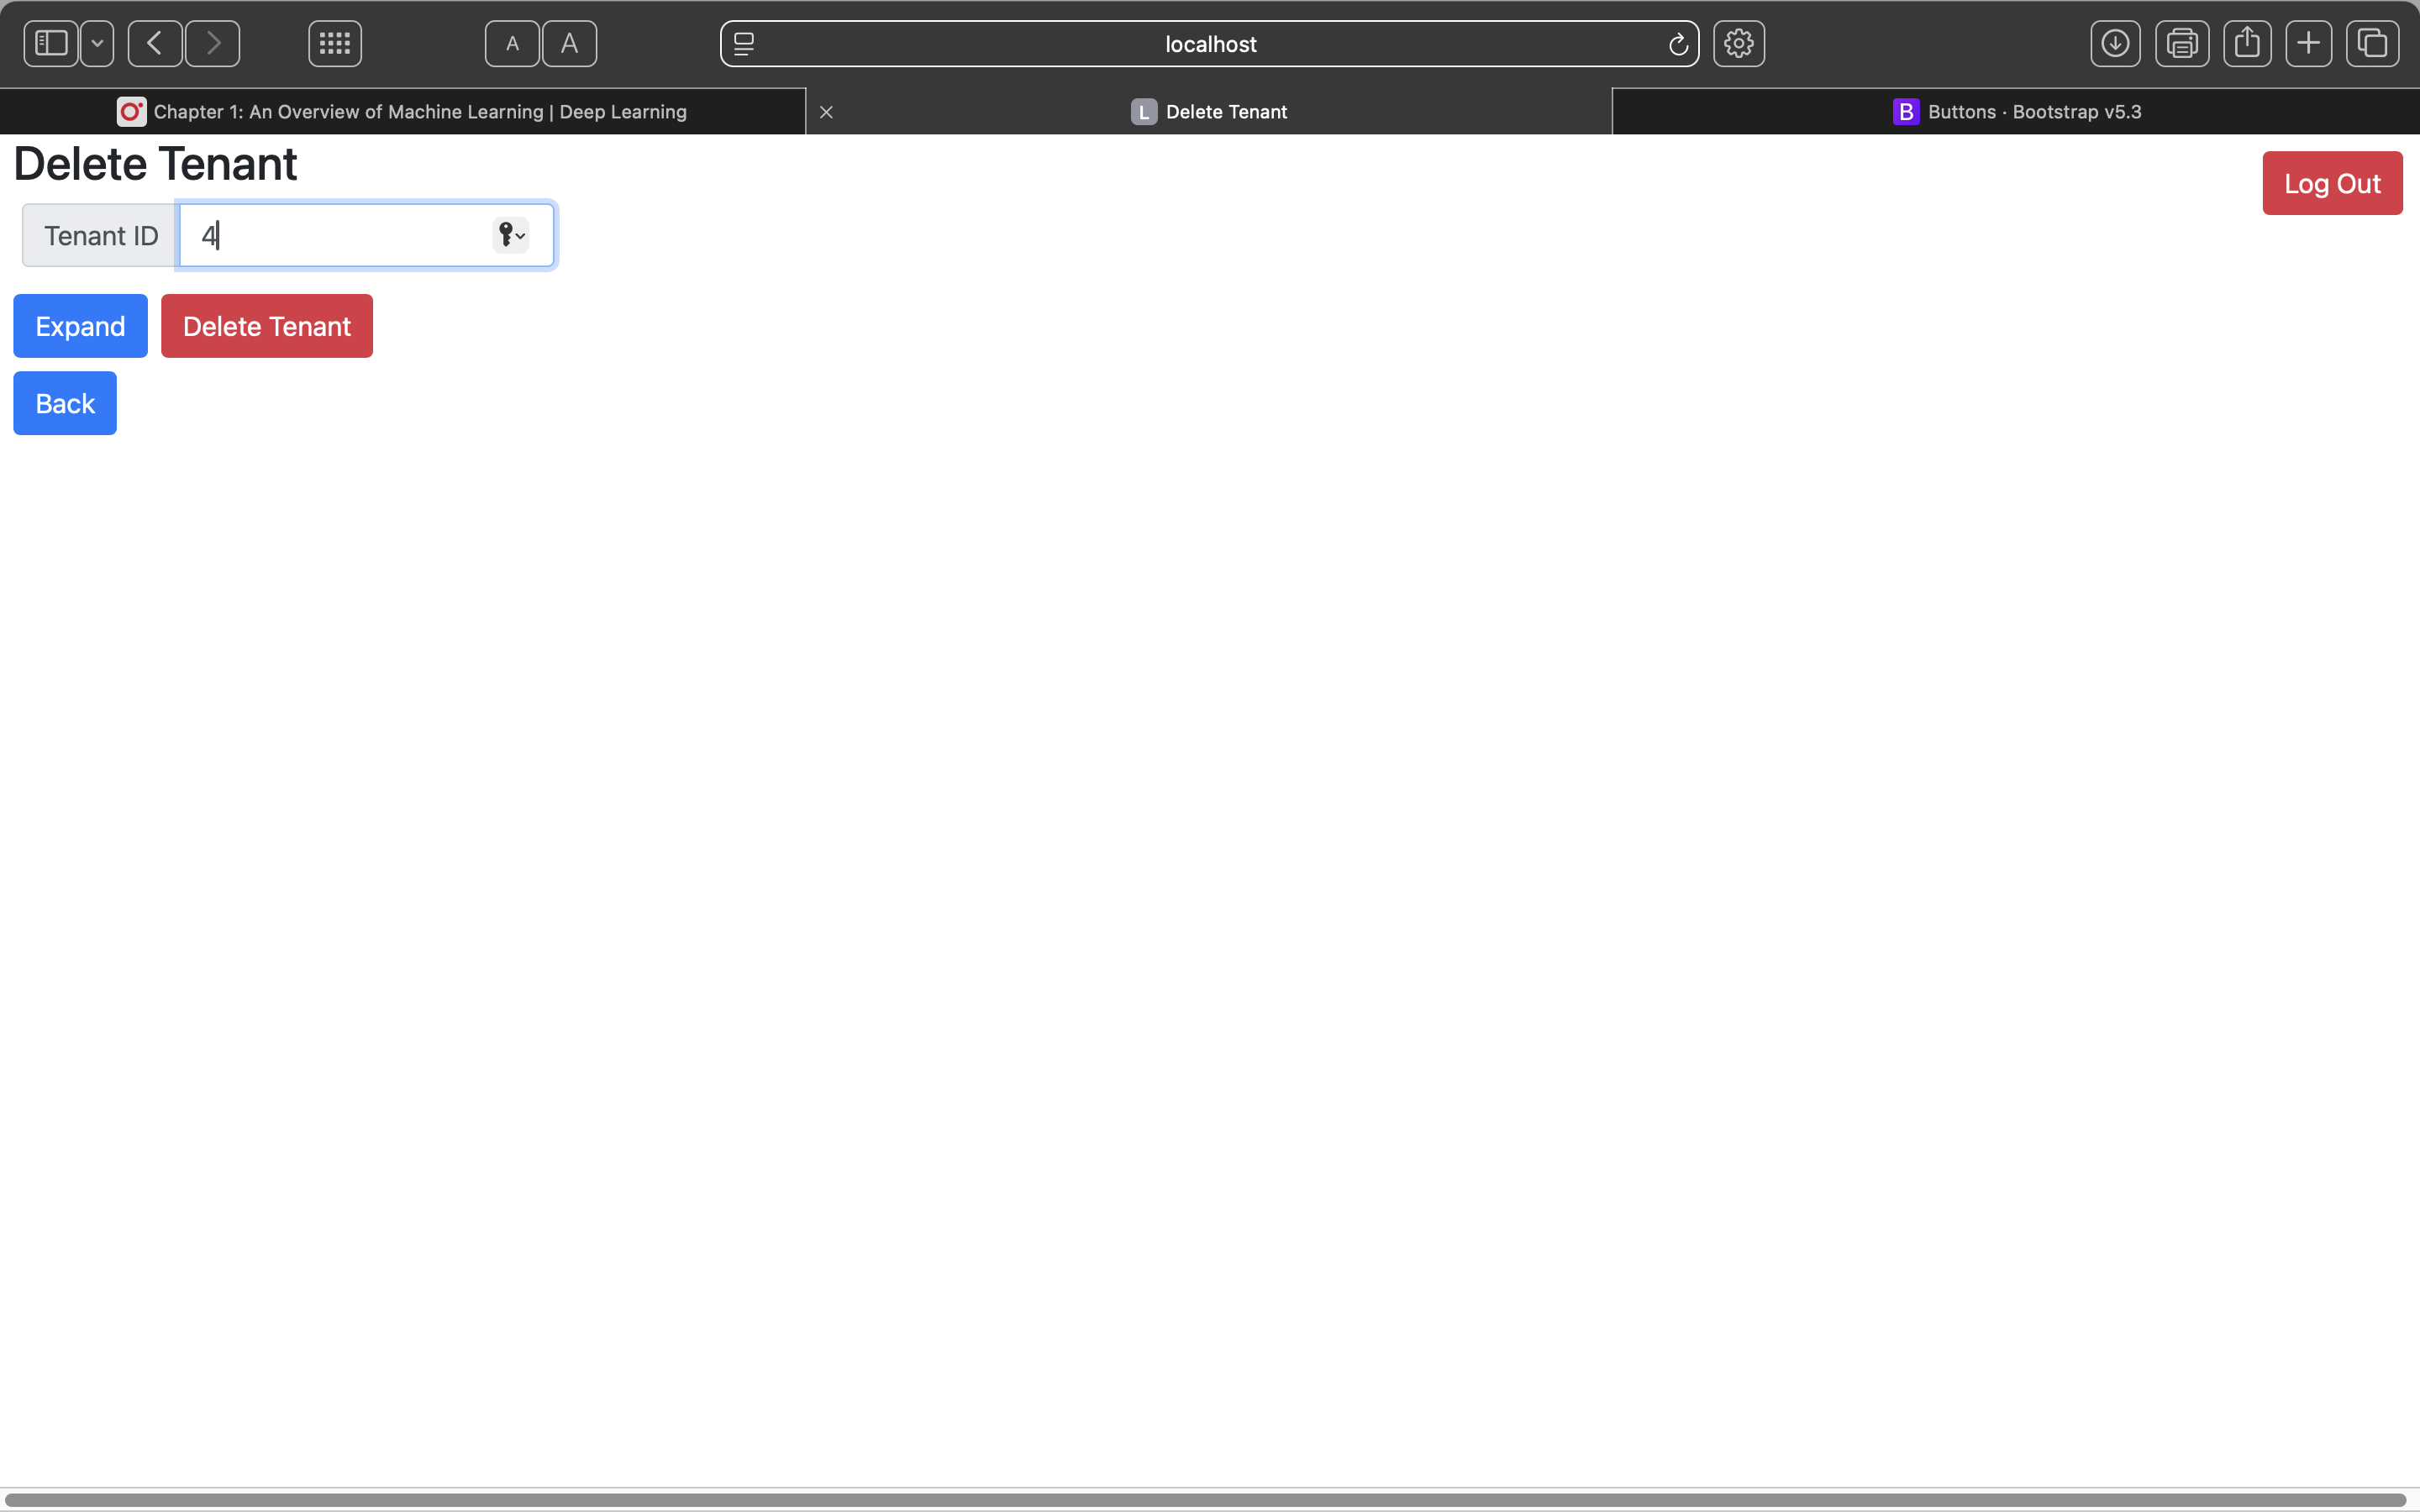 A A
localhost
Chapter 1: An Overview of Machine Learning | Deep Learning
L Delete Tenant
B Buttons · Bootstrap v5.3
Delete Tenant
Log Out
Tenant ID 4
Expand Delete Tenant
Back